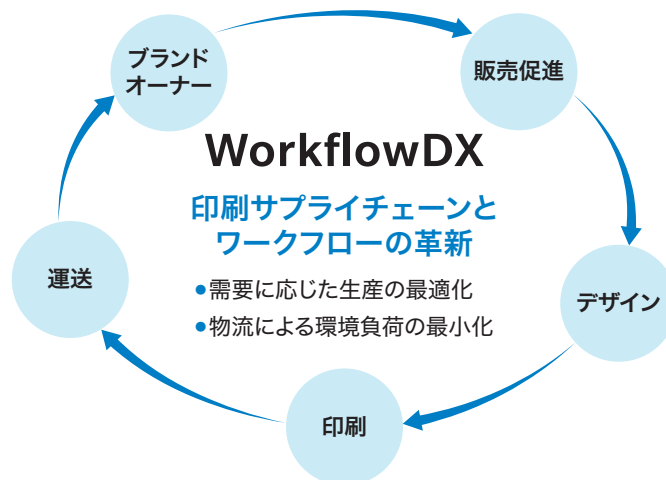 ブランド
オーナー
販売促進
WorkflowDX
印刷サプライチェーンと
ワークフローの革新
●需要に応じた生産の最適化
●物流による環境負荷の最小化
運送
デザイン
印刷